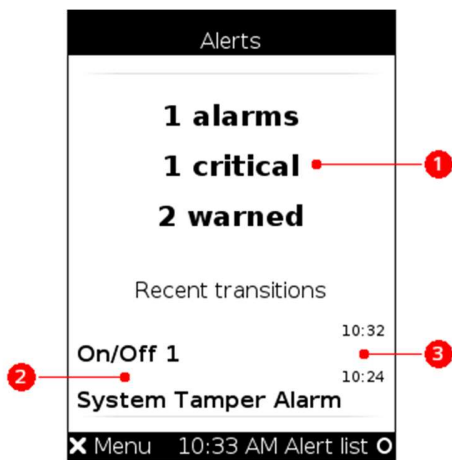 Alerts
1 alarms
1 critical
1
2 warned
Recent transitions
10:32
On/Off 1
3
2
10:24
System Tamper Alarm
X Menu 10:33 AM Alert list O